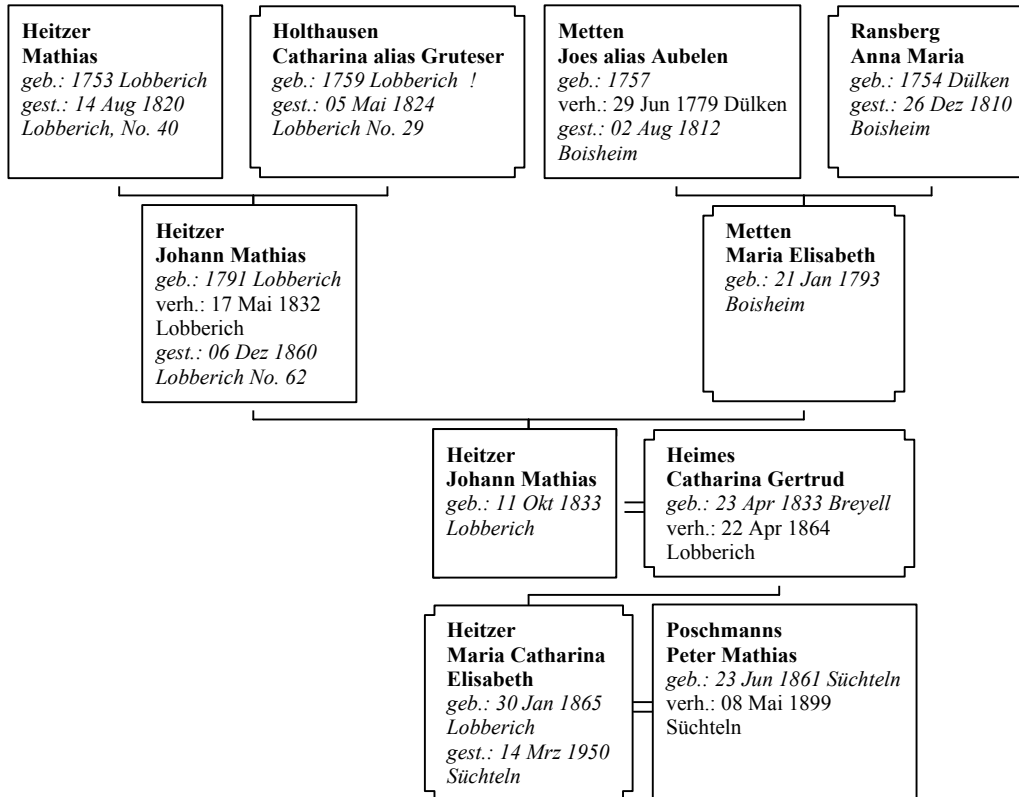 Heitzer
Mathias
geb.: 1753 Lobberich
gest.: 14 Aug 1820
Lobberich, No. 40
Holthausen
Catharina alias Gruteser
geb.: 1759 Lobberich !
gest.: 05 Mai 1824
Lobberich No. 29
Metten
Joes alias Aubelen
geb.: 1757
verh.: 29 Jun 1779 Dülken
gest.: 02 Aug 1812
Boisheim
Ransberg
Anna Maria
geb.: 1754 Dülken
gest.: 26 Dez 1810
Boisheim
Heitzer
Johann Mathias
geb.: 1791 Lobberich
verh.: 17 Mai 1832
Lobberich
gest.: 06 Dez 1860
Lobberich No. 62
Metten
Maria Elisabeth
geb.: 21 Jan 1793
Boisheim
Heitzer
Johann Mathias
geb.: 11 Okt 1833
Lobberich
Heimes
Catharina Gertrud
geb.: 23 Apr 1833 Breyell
verh.: 22 Apr 1864
Lobberich
Heitzer
Maria Catharina
Elisabeth
geb.: 30 Jan 1865
Lobberich
gest.: 14 Mrz 1950
Süchteln
Poschmanns
Peter Mathias
geb.: 23 Jun 1861 Süchteln
verh.: 08 Mai 1899
Süchteln